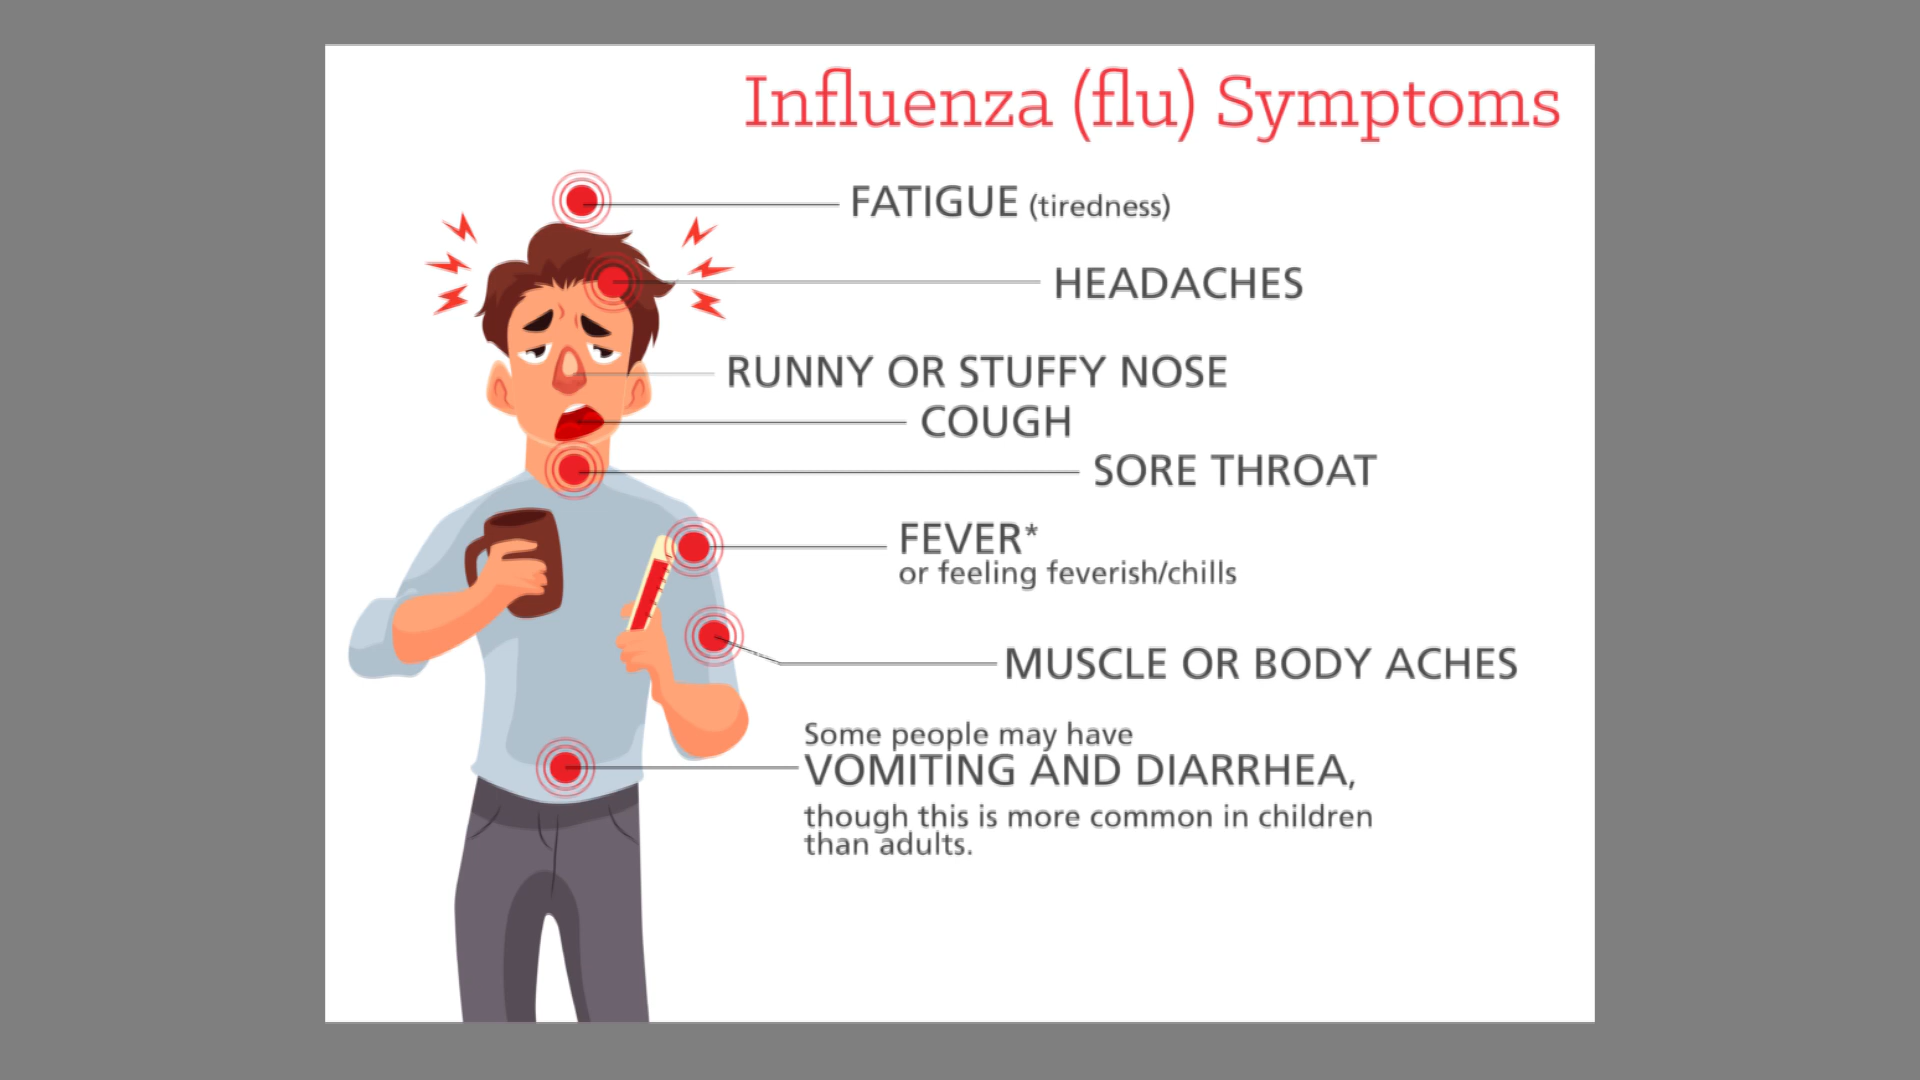 Influenza (flu) Symptoms
FATIGUE (tiredness)
HEADACHES
RUNNY OR STUFFY NOSE
COUGH
SORE THROAT
FEVER*
or feeling feverish/chills
MUSCLE OR BODY ACHES
Some people may have
VOMITING AND DIARRHEA,
though this is more common in children
than adults.